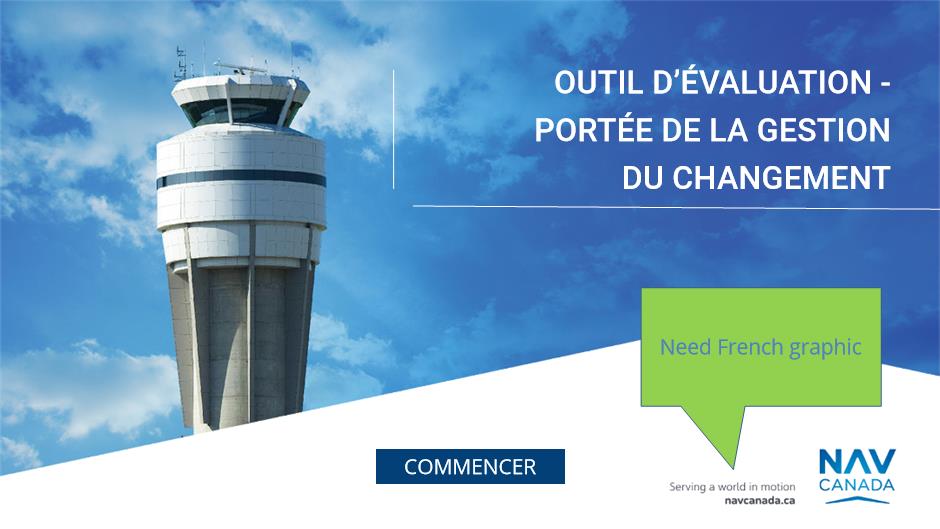 OUTIL D’ÉVALUATION -
PORTÉE DE LA GESTION
DU CHANGEMENT
Need French graphic
COMMENCER
Serving a world in motion
navcanada.ca
NAV
CANADA